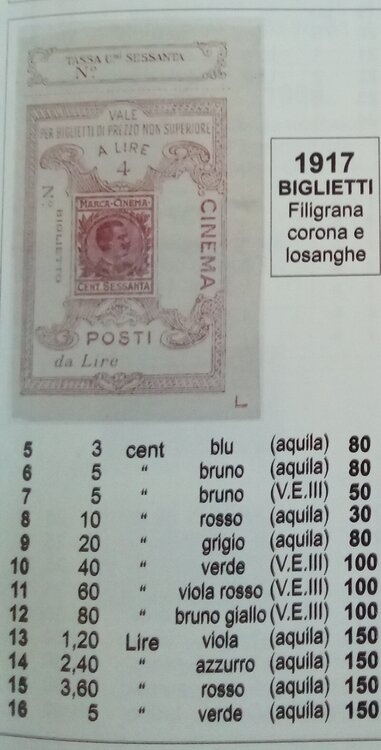 TASSA C.mi SESSANTA
N.º
VALE
PER BIGLIETTI DI PREZZO NON SUPERIORE
A LIRE
4
N.º
BIGLIETTO
MARCA-CINEMA
CENT. SESSANTA
CINEMA
POSTI
da Lire
L
1917
BIGLIETTI
Filigrana
corona e
losanghe
5 3 cent blu (aquila) 80
6 5 “ bruno (aquila) 80
7 5 “ bruno (V.E.III) 50
8 10 “ rosso (aquila) 30
9 20 “ grigio (aquila) 80
10 40 “ verde (V.E.III) 100
11 60 “ viola rosso (V.E.III) 100
12 80 “ bruno giallo (V.E.III) 100
13 1,20 Lire viola (aquila) 150
14 2,40 “ azzurro (aquila) 150
15 3,60 “ rosso (aquila) 150
16 5 “ verde (aquila) 150